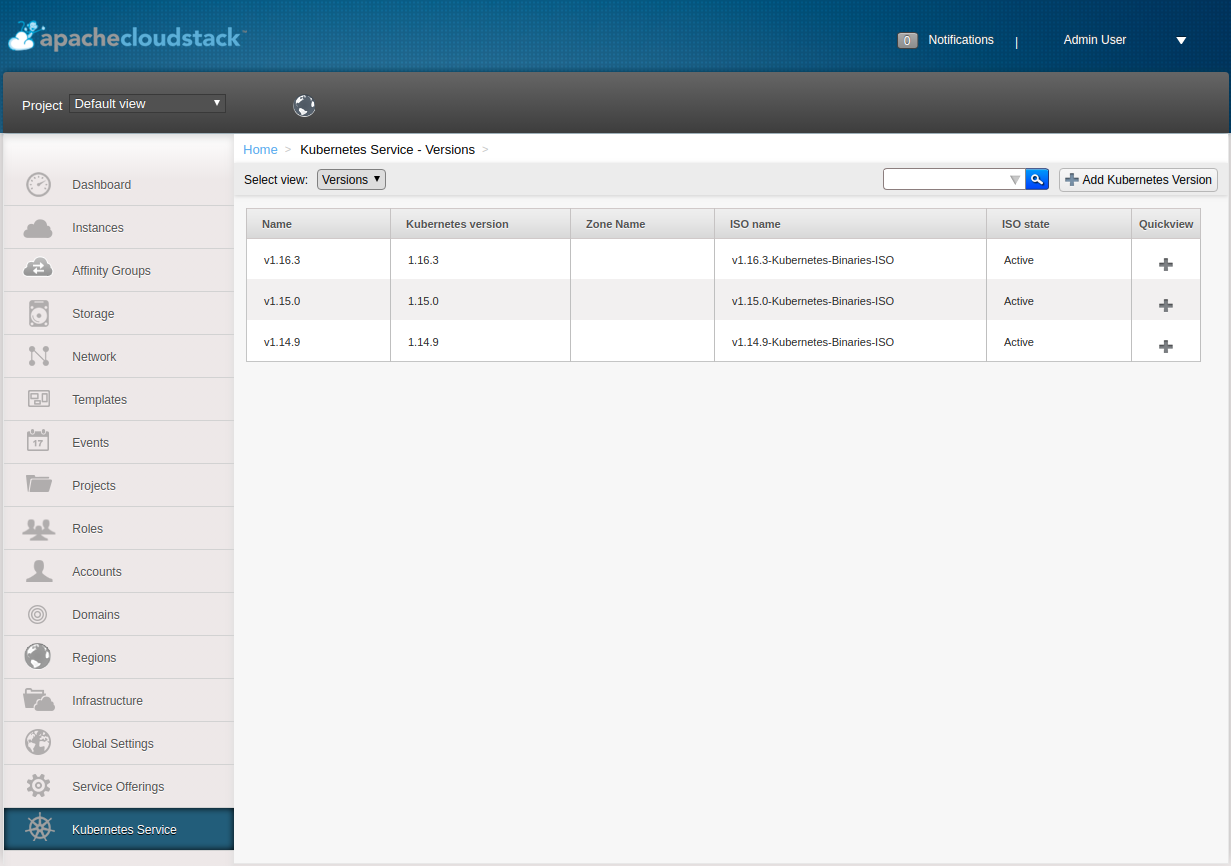 apachecloudstack™
0 Notifications | Admin User
Project Default view
Home > Kubernetes Service - Versions >
Select view: Versions
Add Kubernetes Version
Name Kubernetes version Zone Name ISO name ISO state Quickview
v1.16.3 1.16.3 v1.16.3-Kubernetes-Binaries-ISO Active
v1.15.0 1.15.0 v1.15.0-Kubernetes-Binaries-ISO Active
v1.14.9 1.14.9 v1.14.9-Kubernetes-Binaries-ISO Active
Dashboard
Instances
Affinity Groups
Storage
Network
Templates
17 Events
Projects
Roles
Accounts
Domains
Regions
Infrastructure
Global Settings
Service Offerings
Kubernetes Service